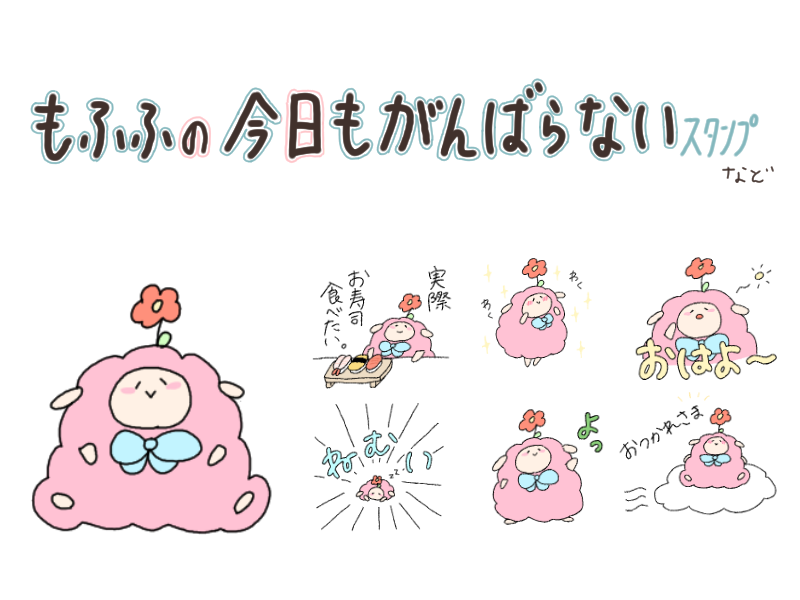 もふふの今日もがんばらないスタンプ
など
実際
お寿司
食べたい。
わく
わく
おはよ〜
ねむい
zzz
よっ
おつかれさま